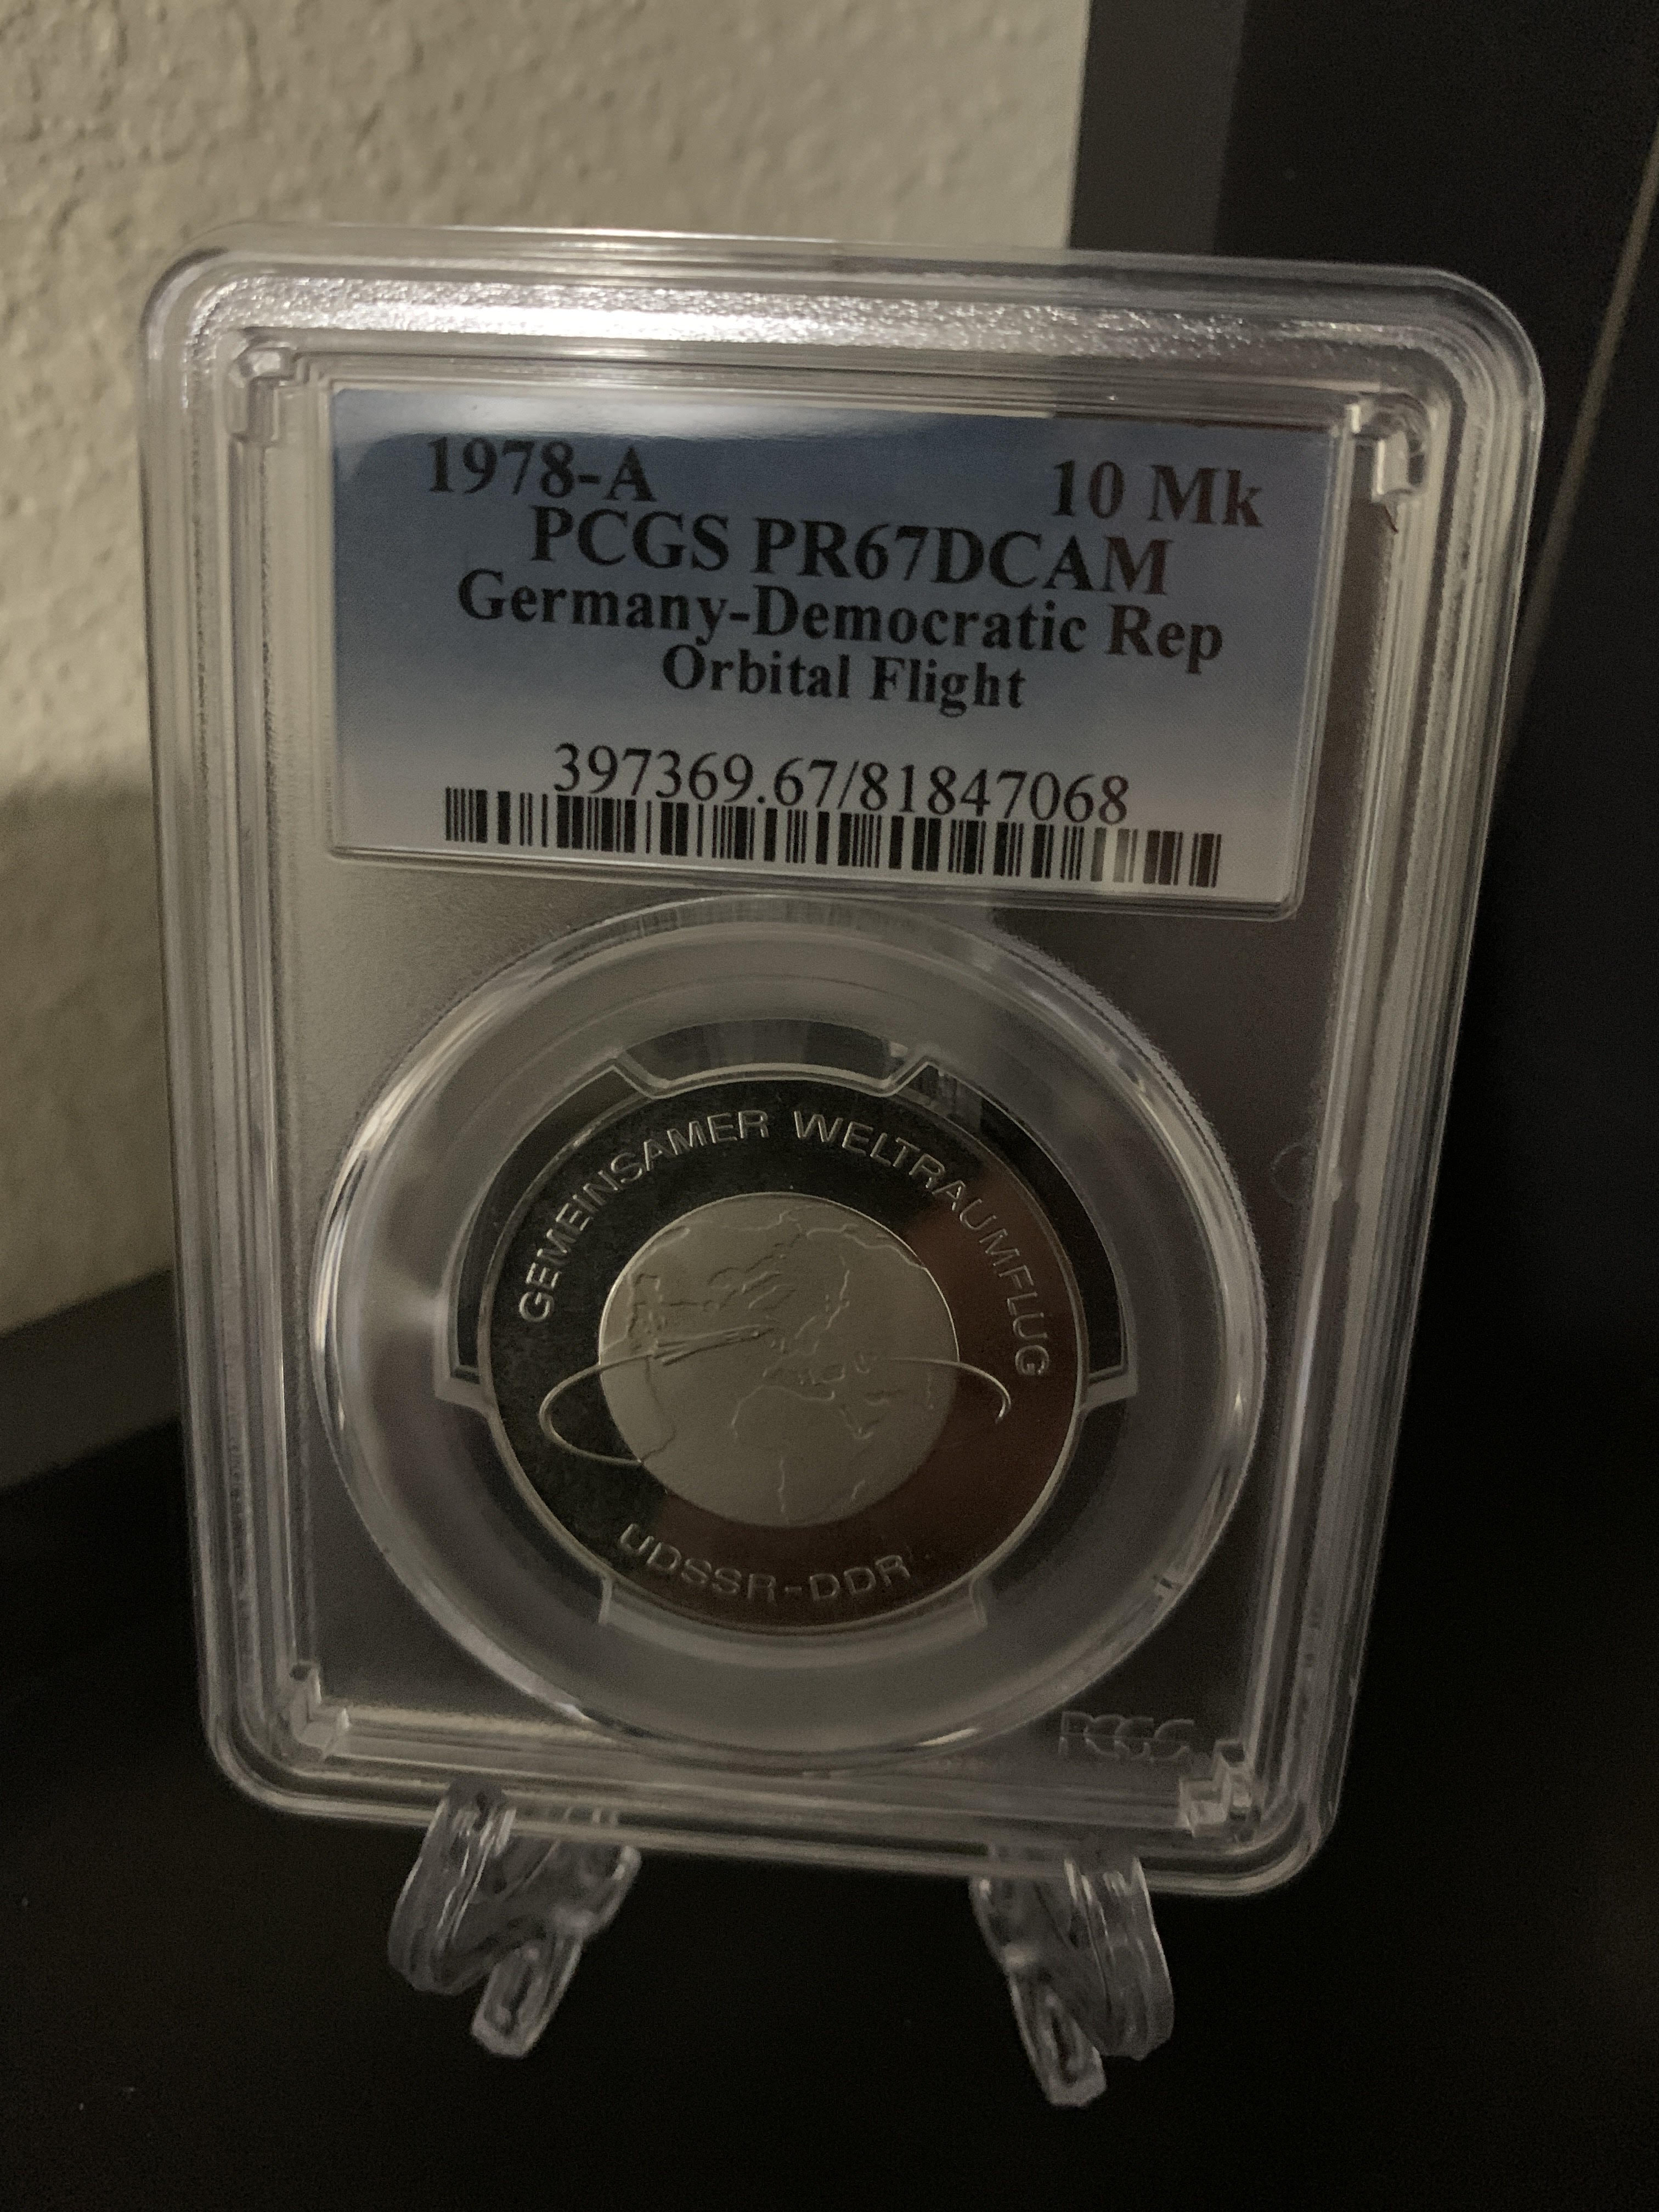 1978-A 10 Mk
PCGS PR67DCAM
Germany-Democratic Rep
Orbital Flight
397369.67/81847068
GEMEINSAMER WELTRAUMFLUG
UDSSR-DDR
PCGS